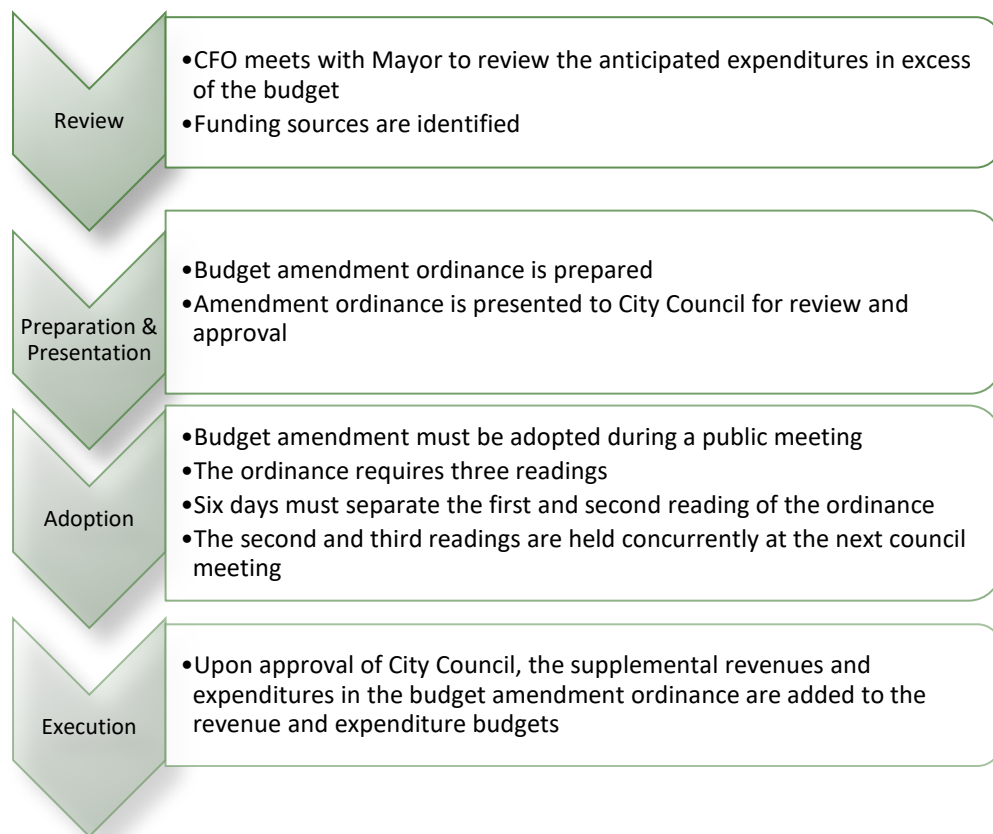 Review
•CFO meets with Mayor to review the anticipated expenditures in excess
of the budget
•Funding sources are identified
Preparation &
Presentation
•Budget amendment ordinance is prepared
•Amendment ordinance is presented to City Council for review and
approval
Adoption
•Budget amendment must be adopted during a public meeting
•The ordinance requires three readings
•Six days must separate the first and second reading of the ordinance
•The second and third readings are held concurrently at the next council
meeting
Execution
•Upon approval of City Council, the supplemental revenues and
expenditures in the budget amendment ordinance are added to the
revenue and expenditure budgets